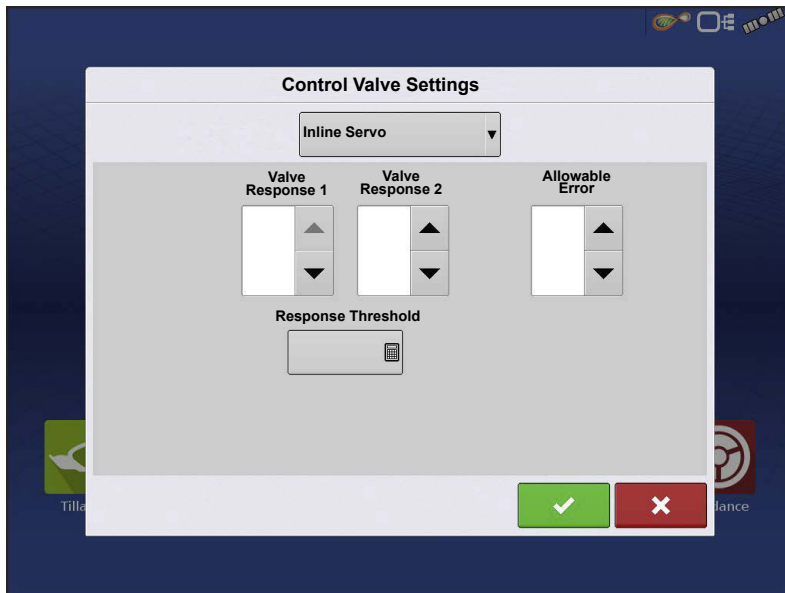 Control Valve Settings
Inline Servo
Valve
Response 1
Valve
Response 2
Allowable
Error
Response Threshold
Tilla
dance